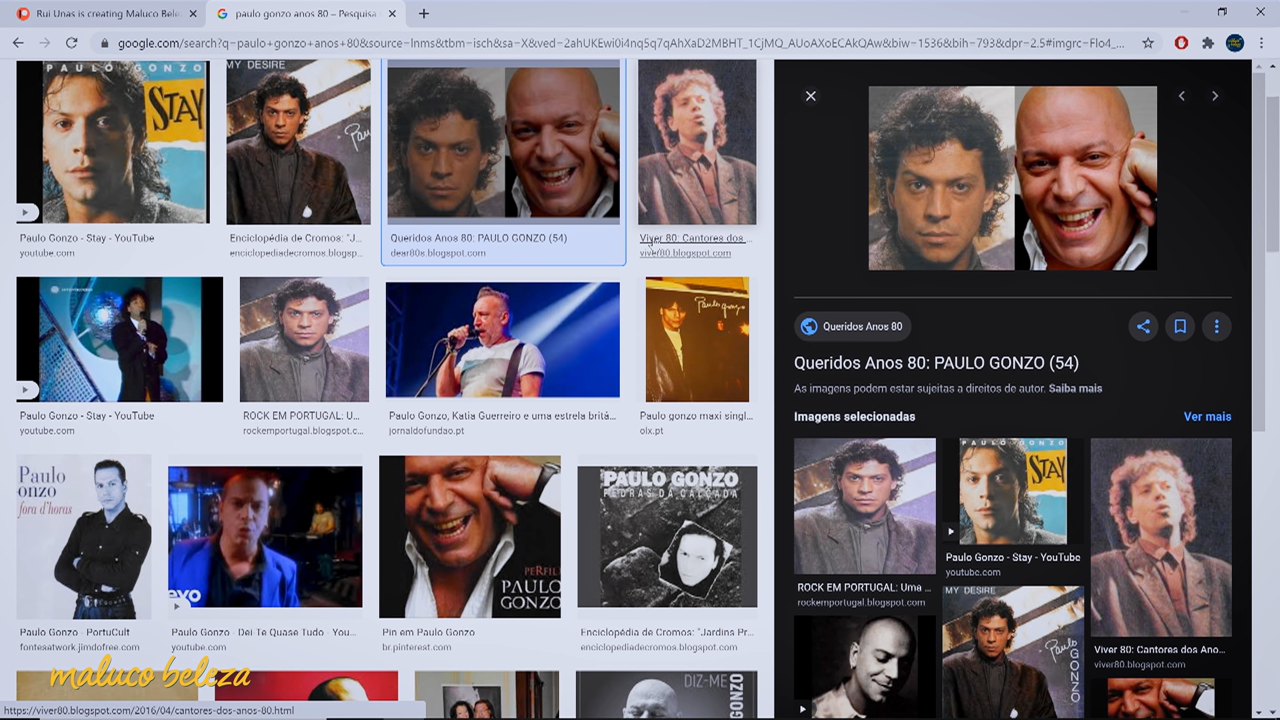 Rui Unas is creating Maluco Bele
paulo gonzo anos 80 – Pesquisa
google.com/search?q=paulo+gonzo+anos+80&source=lnms&tbm=isch&sa=X&ved=2ahUKEwi0i4nq5q7qAhXaD2MBHT_1CjMQ_AUoAXoECAkQAw&biw=1536&bih=793&dpr=2.5#imgrc=Flo4_...
PAULO GONZO
STAY
MY DESIRE
Paulo Gonzo - Stay - YouTube
youtube.com
Enciclopédia de Cromos: "J...
enciclopediadecromos.blogsp...
Queridos Anos 80: PAULO GONZO (54)
dear80s.blogspot.com
Viver 80: Cantores dos ...
viver80.blogspot.com
Paulo gonzo
Paulo Gonzo - Stay - YouTube
youtube.com
ROCK EM PORTUGAL: U...
rockemportugal.blogspot.c...
Paulo Gonzo, Katia Guerreiro e uma estrela britâ...
jornaldofundao.pt
Paulo gonzo maxi singl...
olx.pt
Paulo
gonzo
fora d'horas
evo
PERFIL
PAULO
GONZO
PAULO GONZO
PEDRAS DA CALÇADA
Paulo Gonzo - PortuCult
fontesatwork.jimdofree.com
Paulo Gonzo - Dei-Te Quase Tudo - You...
youtube.com
Pin em Paulo Gonzo
br.pinterest.com
Enciclopédia de Cromos: "Jardins Pr...
enciclopediadecromos.blogspot.com
maluco beleza
DIZ-ME
GONZO
https://viver80.blogspot.com/2016/04/cantores-dos-anos-80.html
Queridos Anos 80
Queridos Anos 80: PAULO GONZO (54)
As imagens podem estar sujeitas a direitos de autor. Saiba mais
Imagens selecionadas
Ver mais
PAULO GONZO
STAY
ROCK EM PORTUGAL: Uma ...
rockemportugal.blogspot.com
Paulo Gonzo - Stay - YouTube
youtube.com
MY DESIRE
Paulo
GONZO
Viver 80: Cantores dos Ano...
viver80.blogspot.com